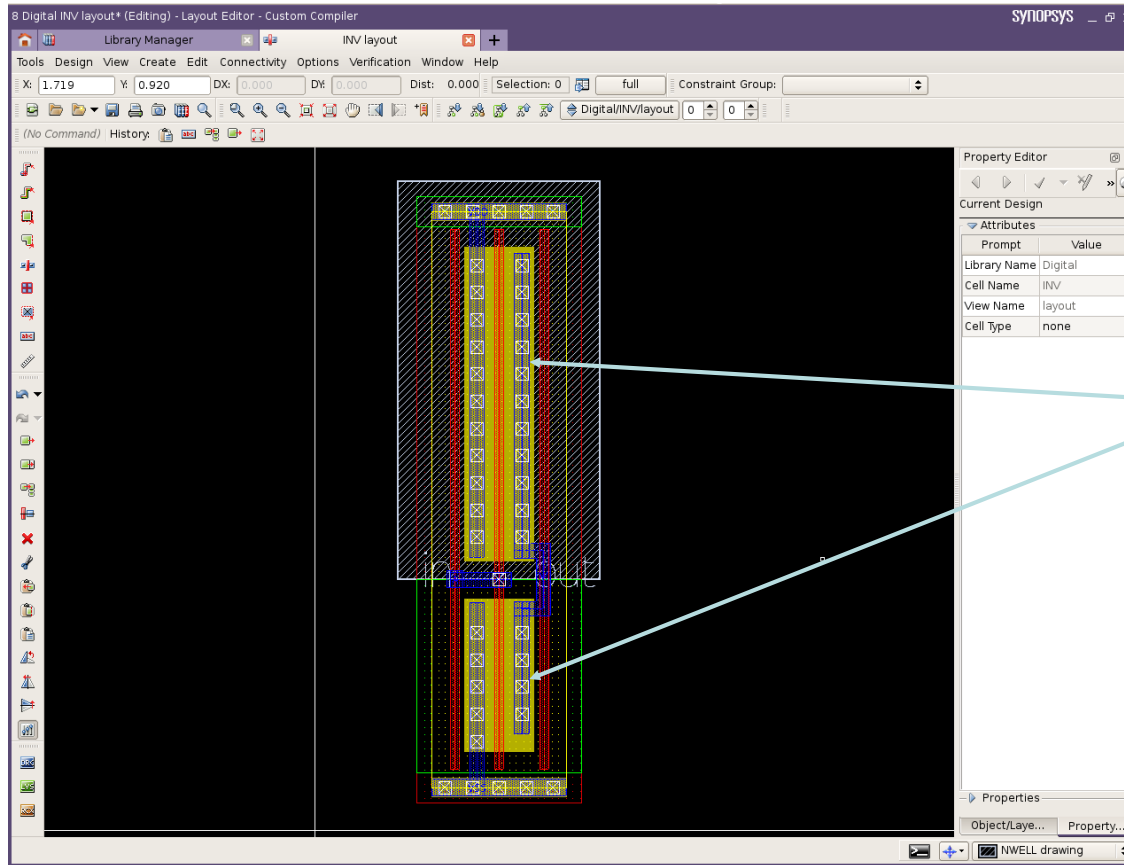 8 Digital INV layout* (Editing) - Layout Editor - Custom Compiler
SYNOPSYS
Library Manager
INV layout
Tools Design View Create Edit Connectivity Options Verification Window Help
X: 1.719 Y: 0.920 DX: 0.000 DY: 0.000 Dist: 0.000 Selection: 0 full Constraint Group:
Digital/INV/layout 0 0
(No Command) History: abc
Property Editor
»
Current Design
Attributes
Prompt Value
Library Name Digital
Cell Name INV
View Name layout
Cell Type none
abc
in out
DRC
LVS
Properties
Object/Laye... Property...
NWELL drawing